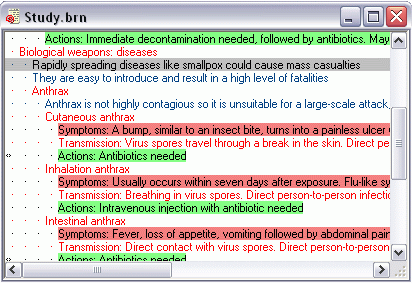 Study.brn
Actions: Immediate decontamination needed, followed by antibiotics. May
Biological weapons: diseases
Rapidly spreading diseases like smallpox could cause mass casualties
They are easy to introduce and result in a high level of fatalities
Anthrax
Anthrax is not highly contagious so it is unsuitable for a large-scale attack,
Cutaneous anthrax
Symptoms: A bump, similar to an insect bite, turns into a painless ulcer
Transmission: Virus spores travel through a break in the skin. Direct pe
Actions: Antibiotics needed
Inhalation anthrax
Symptoms: Usually occurs within seven days after exposure. Flu-like sy
Transmission: Breathing in virus spores. Direct person-to-person infectio
Actions: Intravenous injection with antibiotic needed
Intestinal anthrax
Symptoms: Fever, loss of appetite, vomiting followed by abdominal pain
Transmission: Direct contact with virus spores. Direct person-to-person
Actions: Antibiotics needed